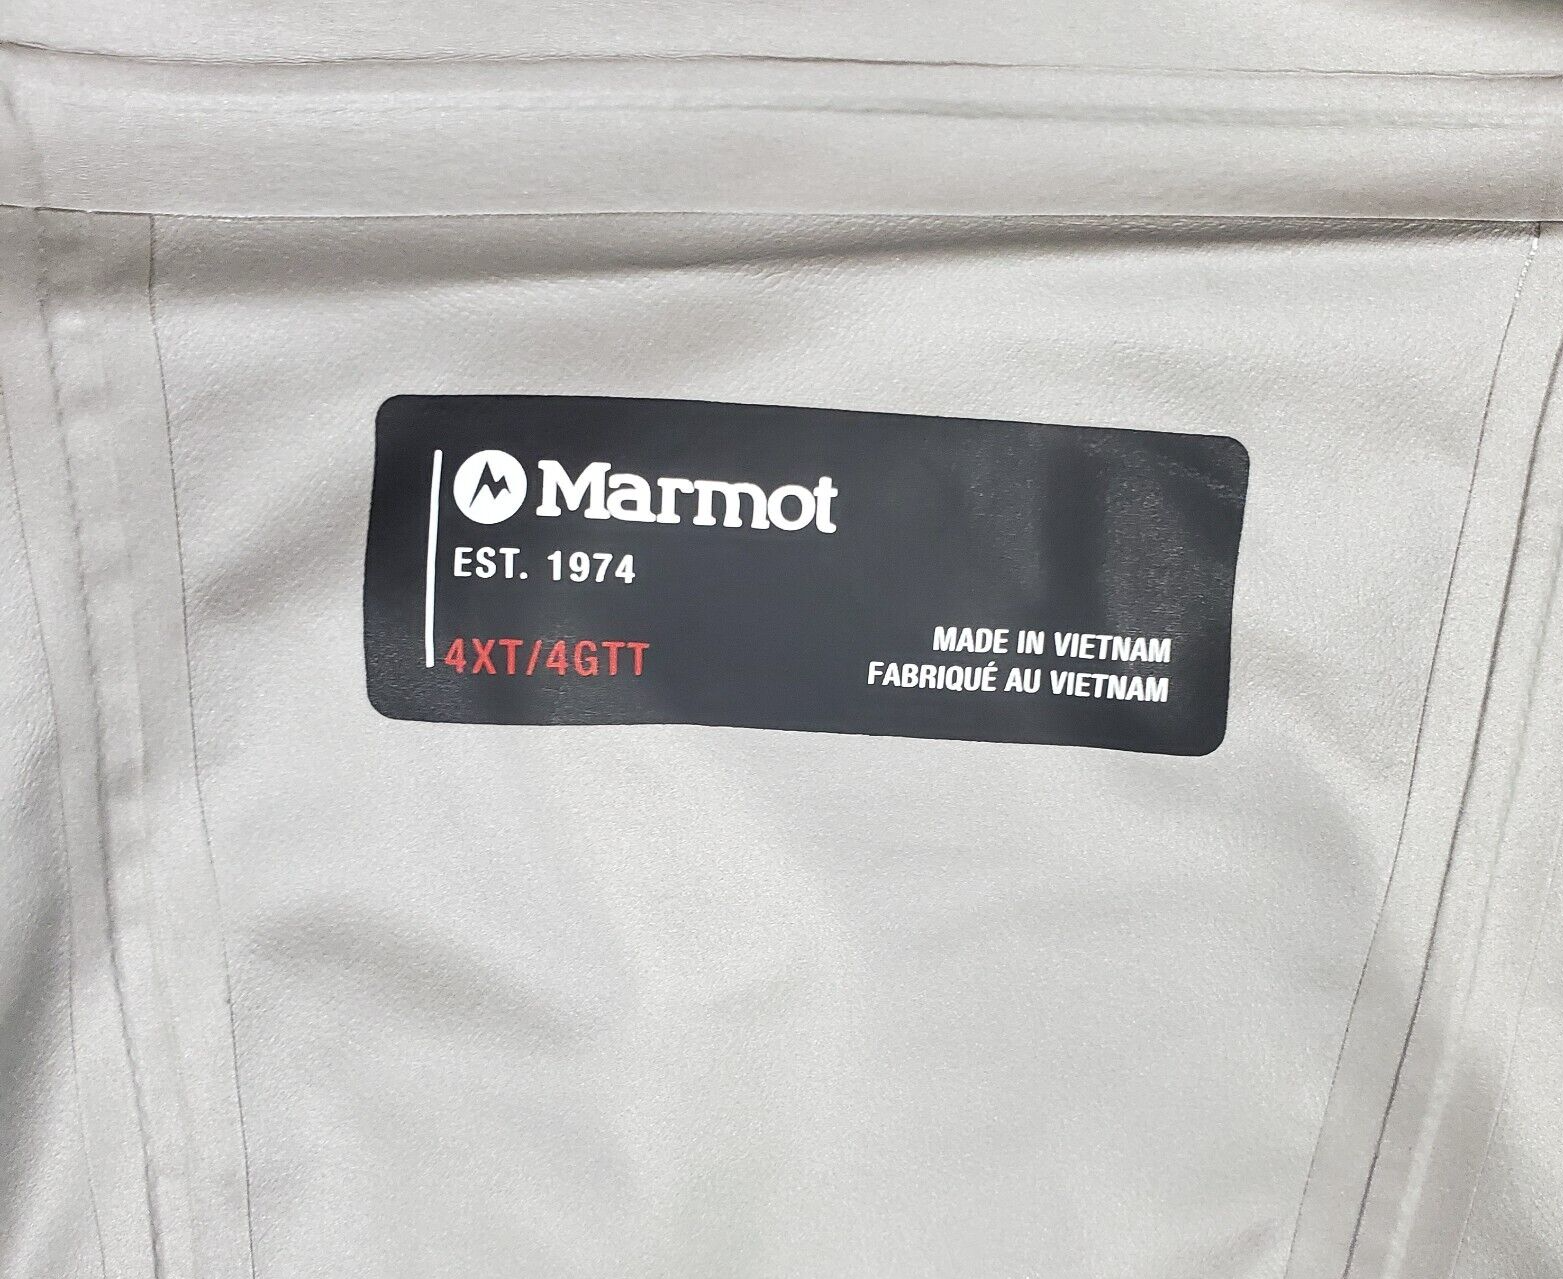 Marmot
EST. 1974
4XT/4GTT
MADE IN VIETNAM
FABRIQUÉ AU VIETNAM